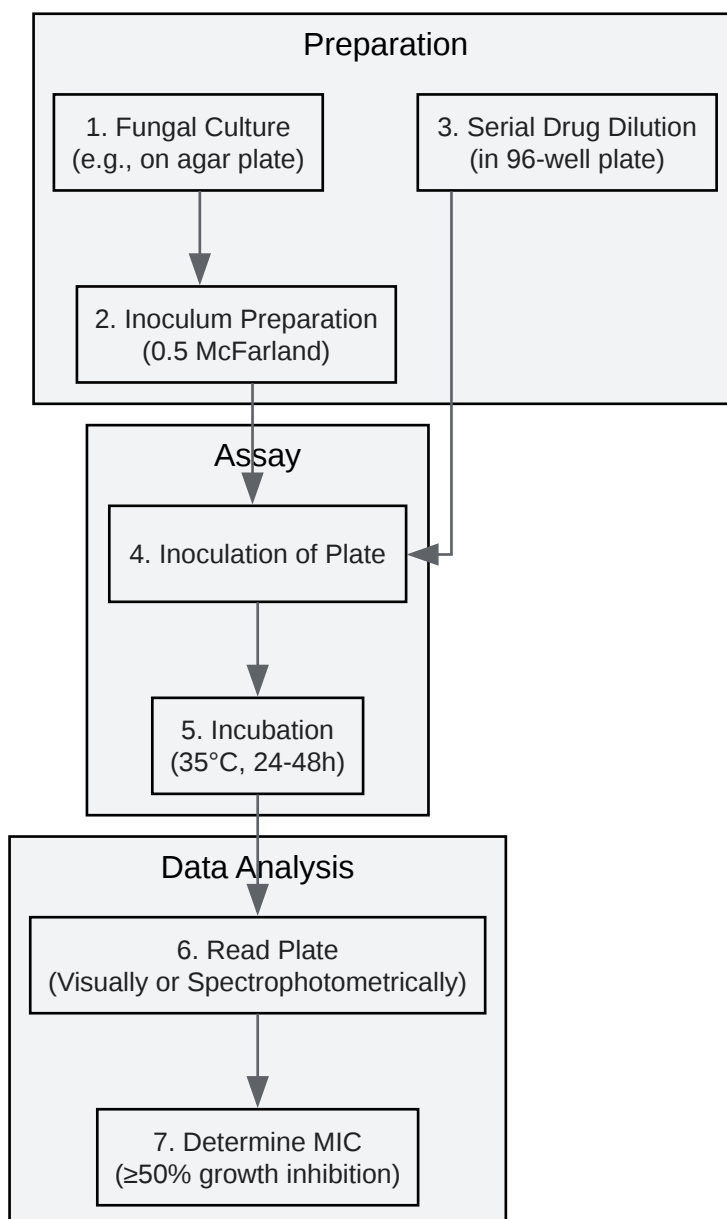 Preparation
1. Fungal Culture
(e.g., on agar plate)
3. Serial Drug Dilution
(in 96-well plate)
2. Inoculum Preparation
(0.5 McFarland)
Assay
4. Inoculation of Plate
5. Incubation
(35°C, 24-48h)
Data Analysis
6. Read Plate
(Visually or Spectrophotometrically)
7. Determine MIC
(≥50% growth inhibition)